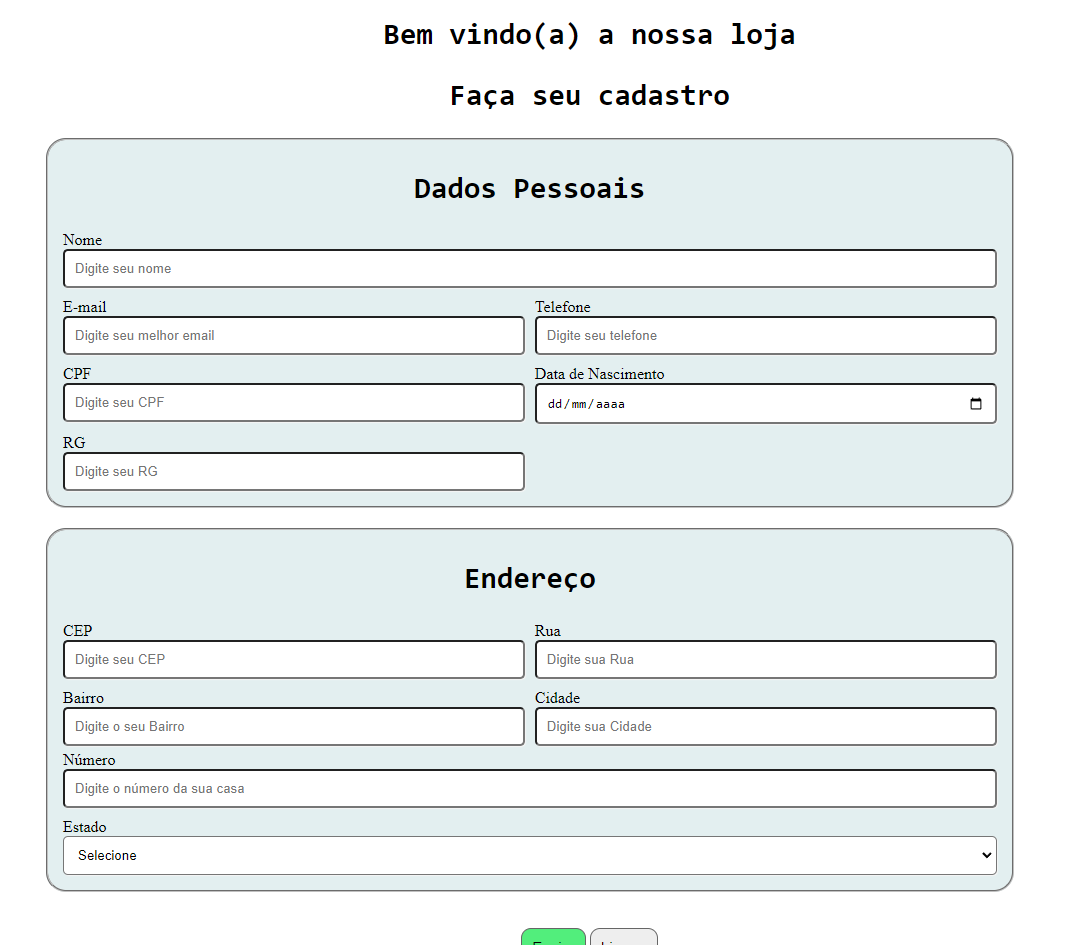 Bem vindo(a) a nossa loja
Faça seu cadastro
Dados Pessoais
Nome
Digite seu nome
E-mail Telefone
Digite seu melhor email Digite seu telefone
CPF Data de Nascimento
Digite seu CPF dd/mm/aaaa
RG
Digite seu RG
Endereço
CEP Rua
Digite seu CEP Digite sua Rua
Bairro Cidade
Digite o seu Bairro Digite sua Cidade
Número
Digite o número da sua casa
Estado
Selecione